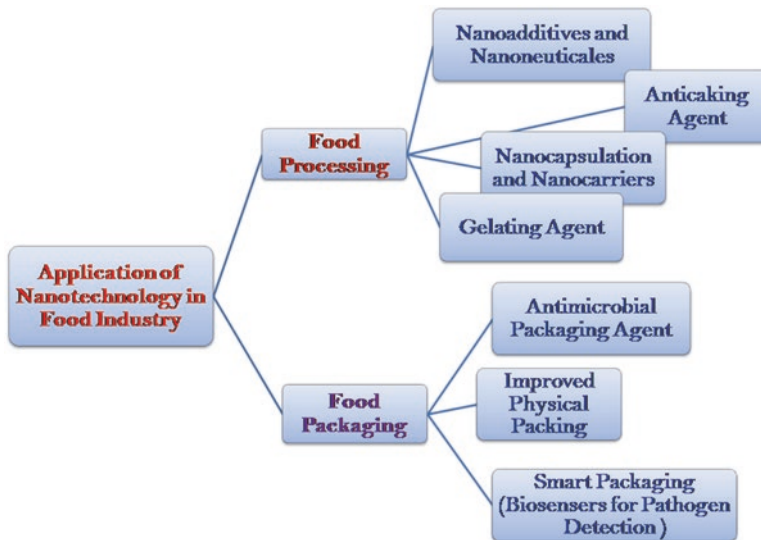 Application of
Nanotechnology in
Food Industry
Food
Processing
Nanoadditives and
Nanoneuticales
Anticaking
Agent
Nanocapsulation
and Nanocarriers
Gelating Agent
Food
Packaging
Antimicrobial
Packaging Agent
Improved
Physical
Packing
Smart Packaging
(Biosensers for Pathogen
Detection )